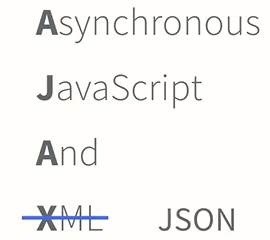 Asynchronous
JavaScript
And
XML JSON